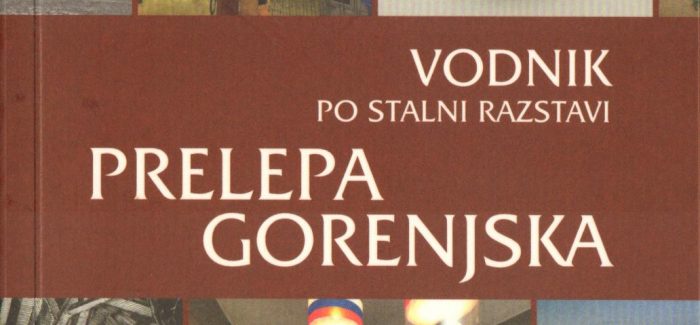 VODNIK
PO STALNI RAZSTAVI
PRELEPA
GORENJSKA